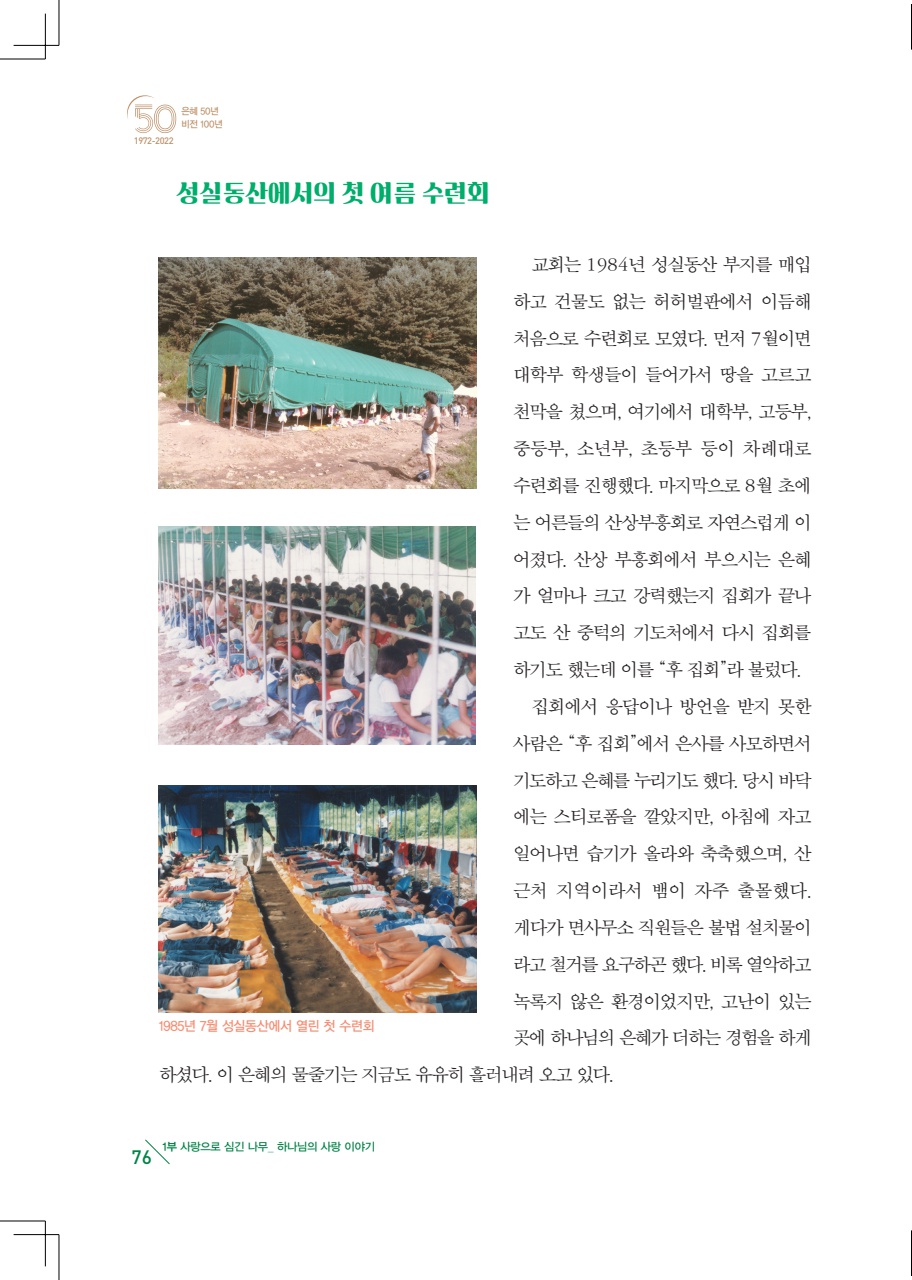 50
은혜 50년
비전 100년
1972-2022
성실동산에서의 첫 여름 수련회
교회는 1984년 성실동산 부지를 매입
하고 건물도 없는 허허벌판에서 이듬해
처음으로 수련회로 모였다. 먼저 7월이면
대학부 학생들이 들어가서 땅을 고르고
천막을 쳤으며, 여기에서 대학부, 고등부,
중등부, 소년부, 초등부 등이 차례대로
수련회를 진행했다. 마지막으로 8월 초에
는 어른들의 산상부흥회로 자연스럽게 이
어졌다. 산상 부흥회에서 부으시는 은혜
가 얼마나 크고 강력했는지 집회가 끝나
고도 산 중턱의 기도처에서 다시 집회를
하기도 했는데 이를 “후 집회”라 불렀다.
집회에서 응답이나 방언을 받지 못한
사람은 “후 집회”에서 은사를 사모하면서
기도하고 은혜를 누리기도 했다. 당시 바닥
에는 스티로폼을 깔았지만, 아침에 자고
일어나면 습기가 올라와 축축했으며, 산
근처 지역이라서 뱀이 자주 출몰했다.
게다가 면사무소 직원들은 불법 설치물이
라고 철거를 요구하곤 했다. 비록 열악하고
녹록지 않은 환경이었지만, 고난이 있는
곳에 하나님의 은혜가 더하는 경험을 하게
하셨다. 이 은혜의 물줄기는 지금도 유유히 흘러내려 오고 있다.
1985년 7월 성실동산에서 열린 첫 수련회
76
1부 사랑으로 심긴 나무_ 하나님의 사랑 이야기